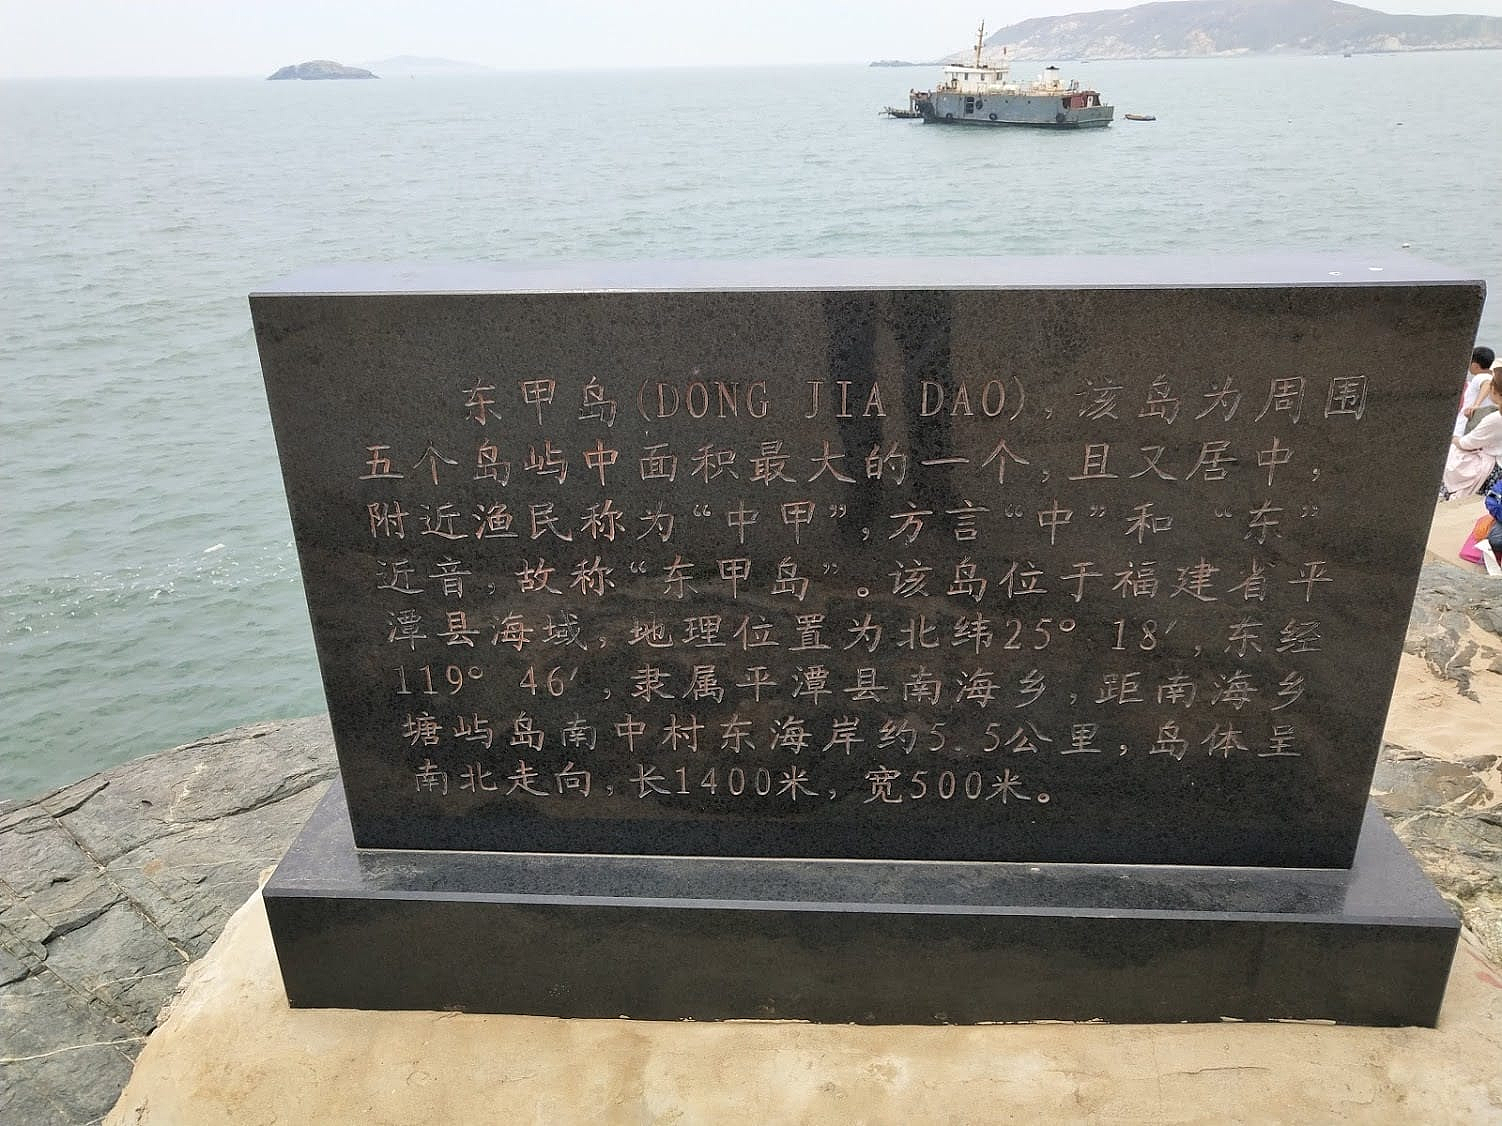 东甲岛(DONG JIA DAO),该岛为周围
五个岛屿中面积最大的一个,且又居中,
附近渔民称为“中甲”,方言“中”和 “东”
近音,故称“东甲岛”。该岛位于福建省平
潭县海域,地理位置为北纬25° 18′,东经
119° 46′,隶属平潭县南海乡,距南海乡
塘屿岛南中村东海岸约5.5公里,岛体呈
南北走向,长1400米,宽500米。